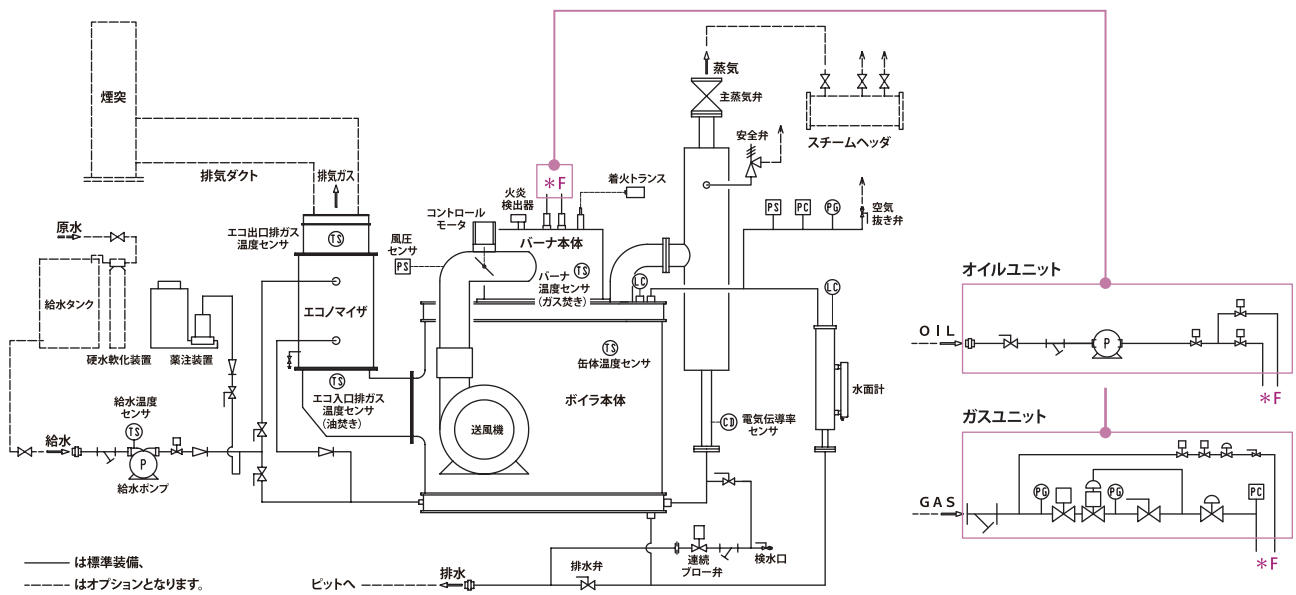 煙突
排気ダクト
排気ガス
原水
給水タンク
硬水軟化装置
薬注装置
エコ出口排ガス
温度センサ
TS
エコノマイザ
TS
エコ入口排ガス
温度センサ
(油焚き)
給水温度
センサ
TS
給水
P
給水ポンプ
コントロール
モータ
風圧
センサ
PS
火炎
検出器
*F
着火トランス
バーナ本体
バーナ
温度センサ
(ガス焚き)
TS
LC
TS
缶体温度センサ
ボイラ本体
送風機
蒸気
主蒸気弁
安全弁
スチームヘッダ
PS
PC
PG
空気
抜き弁
LC
水面計
CD
電気伝導率
センサ
連続
ブロー弁
検水口
排水弁
排水
ピットへ
は標準装備、
はオプションとなります。
オイルユニット
OIL
P
*F
ガスユニット
GAS
PG
PG
PC
*F